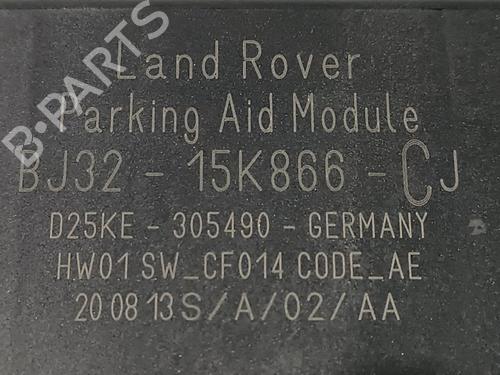 Land Rover
Parking Aid Module
BJ32 - 15K866 - CJ
D25KE - 305490 - GERMANY
HW01 SW_CF014 CODE_AE
20 08 13 S/A/02/AA
B-PARTS